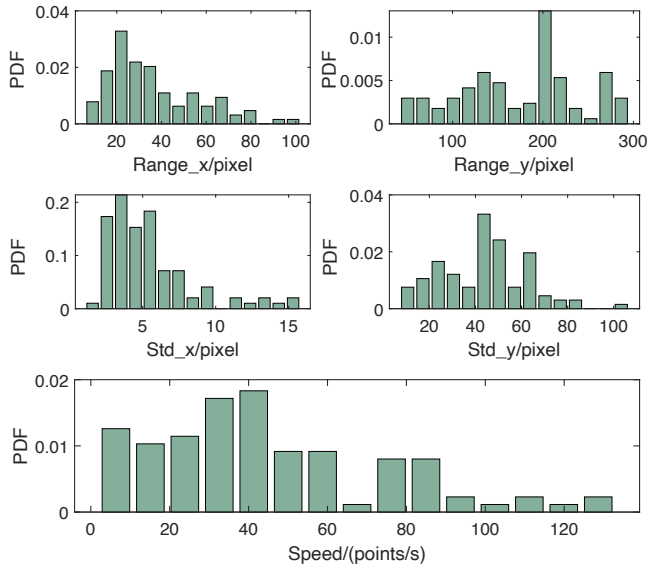 PDF
0.04
0.02
0
20 40 60 80 100
Range_x/pixel
PDF
0.01
0.005
0
100 200 300
Range_y/pixel
PDF
0.2
0.1
0
5 10 15
Std_x/pixel
PDF
0.04
0.02
0
20 40 60 80 100
Std_y/pixel
PDF
0.02
0.01
0
0 20 40 60 80 100 120
Speed/(points/s)